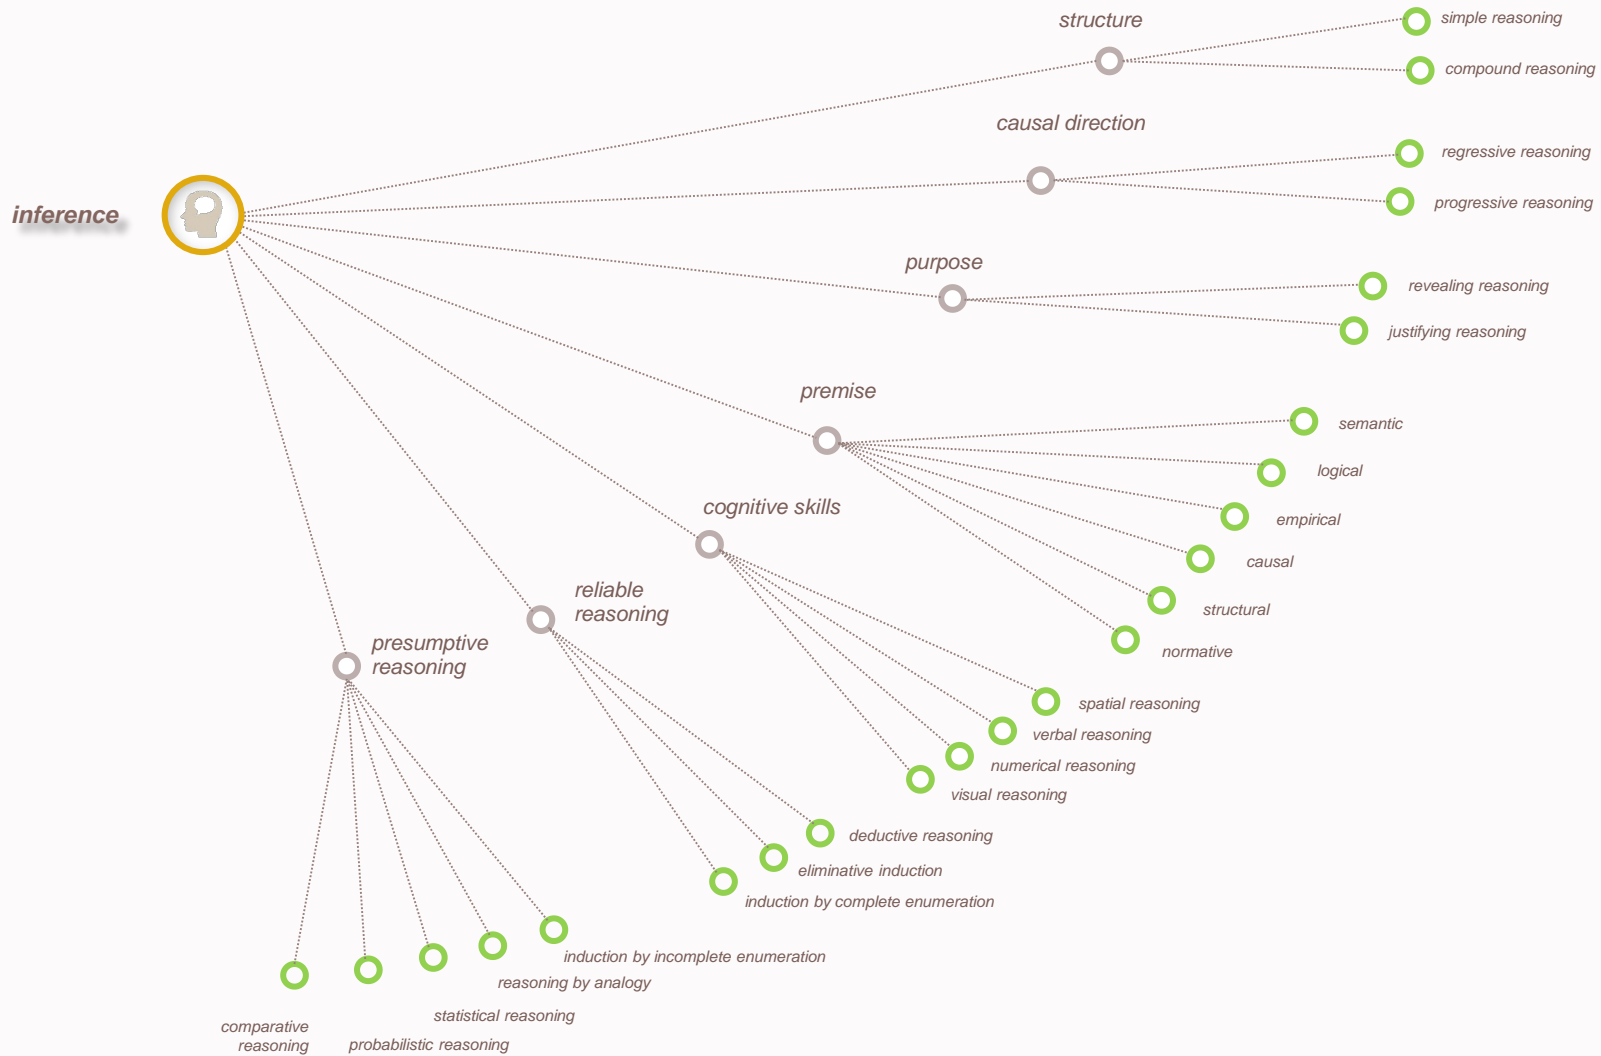 structure
simple reasoning
compound reasoning
causal direction
regressive reasoning
progressive reasoning
inference
purpose
revealing reasoning
justifying reasoning
premise
semantic
logical
empirical
causal
structural
normative
cognitive skills
spatial reasoning
verbal reasoning
numerical reasoning
visual reasoning
reliable
reasoning
deductive reasoning
eliminative induction
induction by complete enumeration
presumptive
reasoning
induction by incomplete enumeration
reasoning by analogy
statistical reasoning
probabilistic reasoning
comparative
reasoning